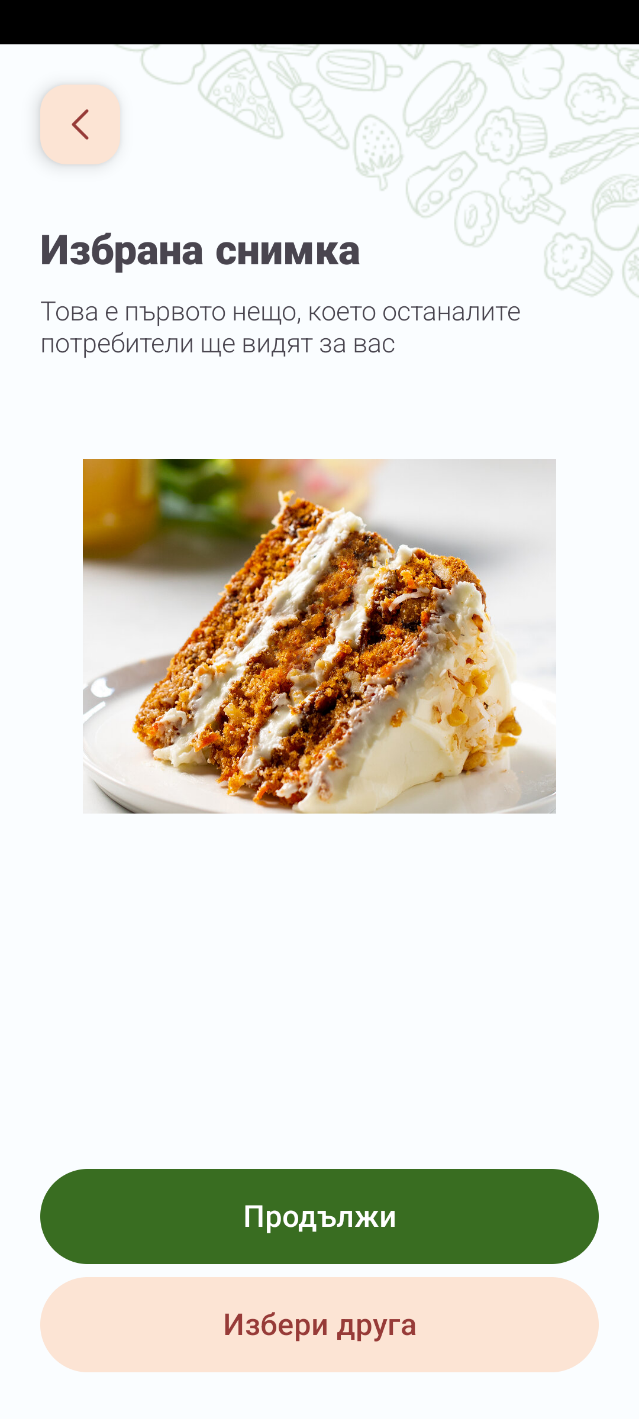 Избрана снимка
Това е първото нещо, което останалите
потребители ще видят за вас
Продължи
Избери друга